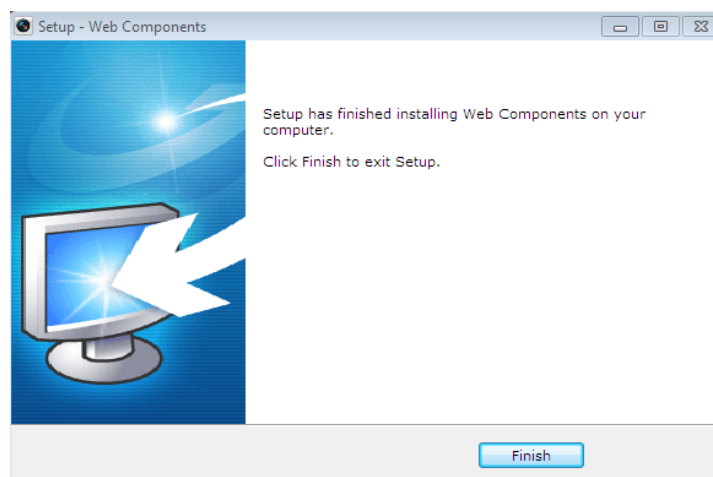 Setup - Web Components
Setup has finished installing Web Components on your
computer.
Click Finish to exit Setup.
Finish